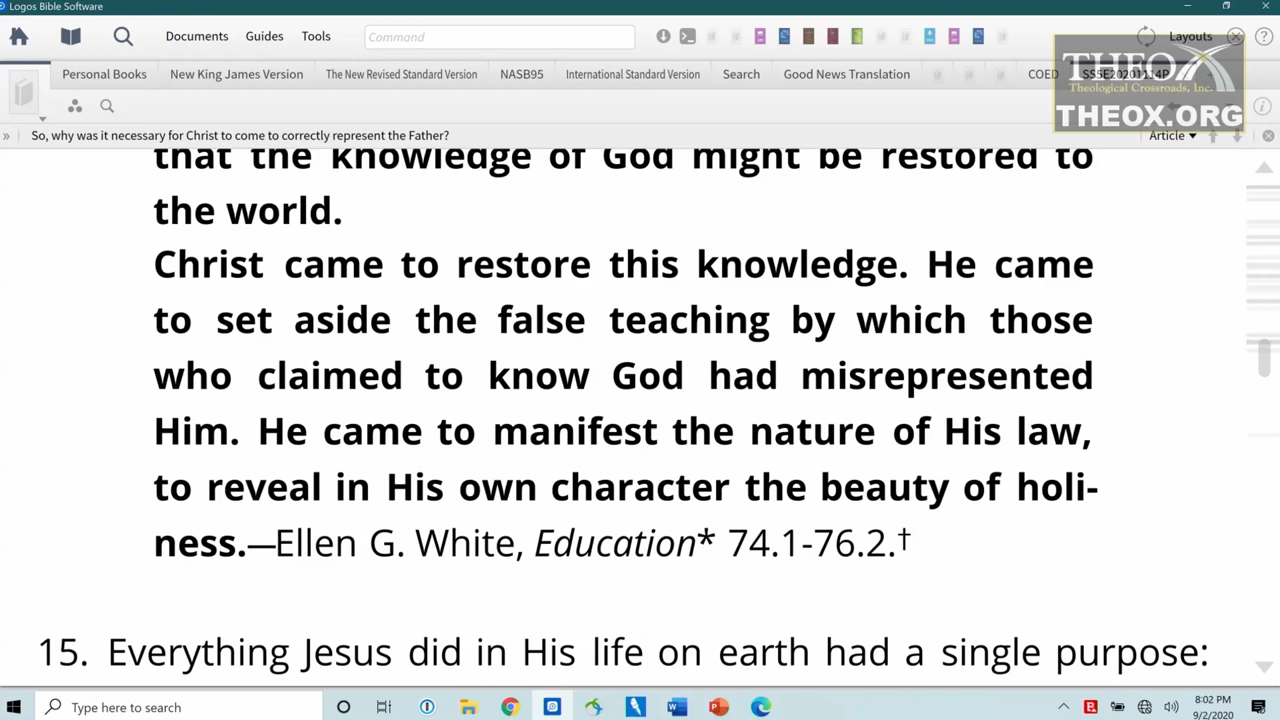 Logos Bible Software
Documents Guides Tools Command Layouts
THEOX
Theological Crossroads, Inc.
THEOX.ORG
Personal Books New King James Version The New Revised Standard Version NASB95 International Standard Version Search Good News Translation COED SSSE20201114P
So, why was it necessary for Christ to come to correctly represent the Father? Article
that the knowledge of God might be restored to
the world.
Christ came to restore this knowledge. He came
to set aside the false teaching by which those
who claimed to know God had misrepresented
Him. He came to manifest the nature of His law,
to reveal in His own character the beauty of holi-
ness.—Ellen G. White, Education* 74.1-76.2.†
15. Everything Jesus did in His life on earth had a single purpose:
Type here to search
8:02 PM
9/2/2020